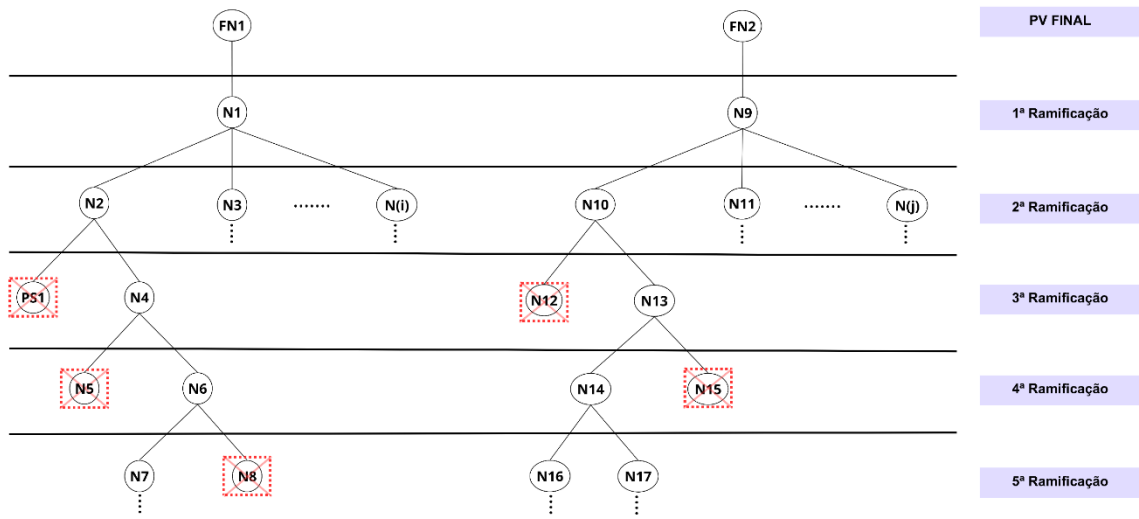 FN1
FN2
PV FINAL
N1
N9
1ª Ramificação
N2
N3
.......
N(i)
N10
N11
.......
N(j)
2ª Ramificação
PS1
N4
N12
N13
3ª Ramificação
N5
N6
N14
N15
4ª Ramificação
N7
N8
N16
N17
5ª Ramificação